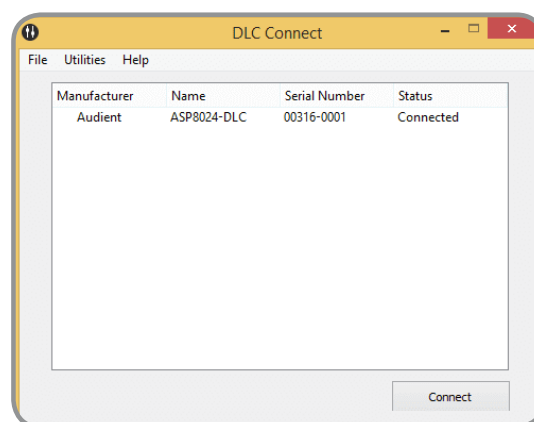 DLC Connect
File Utilities Help
Manufacturer Name Serial Number Status
Audient ASP8024-DLC 00316-0001 Connected
Connect